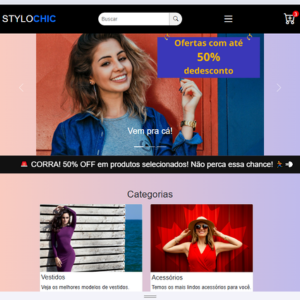 STYLOCHIC
Buscar
3
Ofertas com até
50%
dedesconto
Vem pra cá!
🚨 CORRA! 50% OFF em produtos selecionados! Não perca essa chance! 🏃 💨
Categorias
Vestidos
Veja os melhores modelos de vestidos.
Acessórios
Temos os mais lindos acessórios para você.